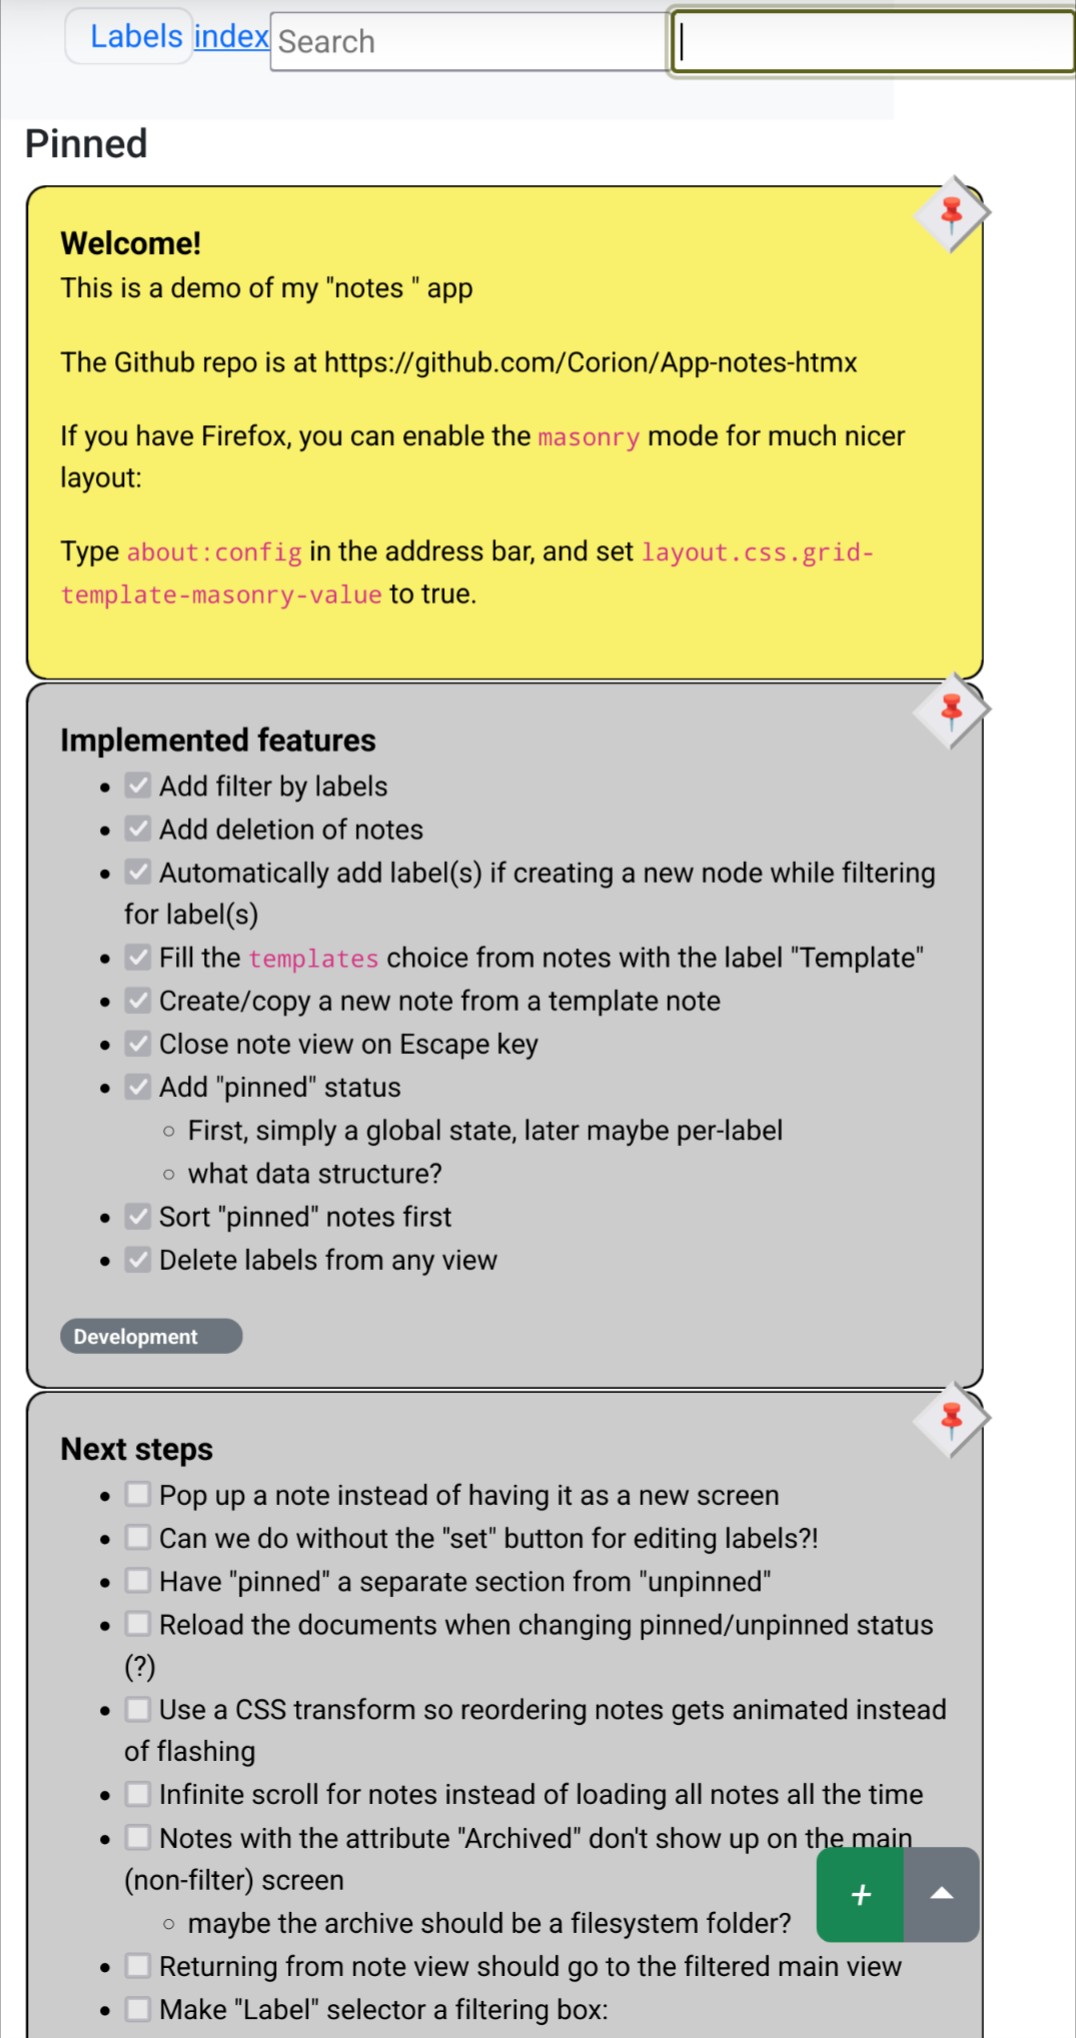 Labels index Search
Pinned
Welcome!
This is a demo of my "notes " app
The Github repo is at https://github.com/Corion/App-notes-htmx
If you have Firefox, you can enable the masonry mode for much nicer
layout:
Type about:config in the address bar, and set layout.css.grid-
template-masonry-value to true.
Implemented features
Add filter by labels
Add deletion of notes
Automatically add label(s) if creating a new node while filtering
for label(s)
Fill the templates choice from notes with the label "Template"
Create/copy a new note from a template note
Close note view on Escape key
Add "pinned" status
First, simply a global state, later maybe per-label
what data structure?
Sort "pinned" notes first
Delete labels from any view
Development
Next steps
Pop up a note instead of having it as a new screen
Can we do without the "set" button for editing labels?!
Have "pinned" a separate section from "unpinned"
Reload the documents when changing pinned/unpinned status
(?)
Use a CSS transform so reordering notes gets animated instead
of flashing
Infinite scroll for notes instead of loading all notes all the time
Notes with the attribute "Archived" don't show up on the main
(non-filter) screen
maybe the archive should be a filesystem folder?
+
Returning from note view should go to the filtered main view
Make "Label" selector a filtering box: